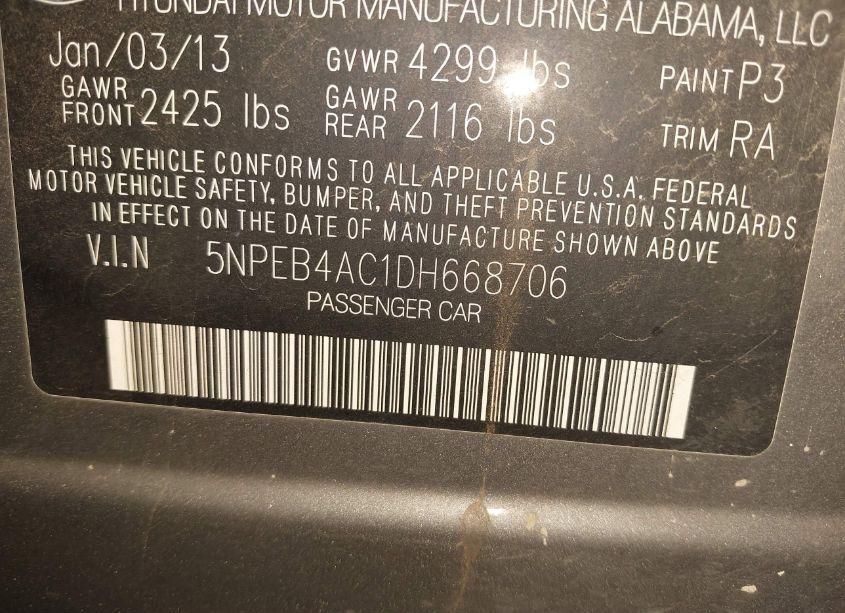 HYUNDAI MOTOR MANUFACTURING ALABAMA, LLC
Jan/03/13 GVWR 4299 lbs PAINT P3
GAWR FRONT 2425 lbs GAWR REAR 2116 lbs TRIM RA
THIS VEHICLE CONFORMS TO ALL APPLICABLE U.S.A. FEDERAL
MOTOR VEHICLE SAFETY, BUMPER, AND THEFT PREVENTION STANDARDS
IN EFFECT ON THE DATE OF MANUFACTURE SHOWN ABOVE
V.I.N 5NPEB4AC1DH668706
PASSENGER CAR